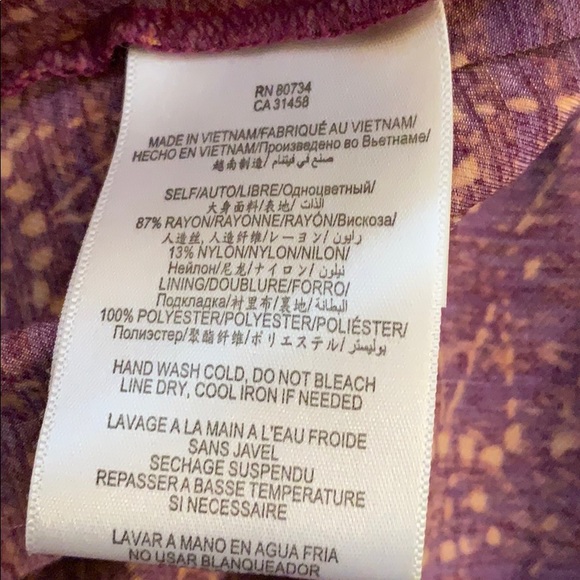 RN 80734
CA 31458
MADE IN VIETNAM/FABRIQUÉ AU VIETNAM/
HECHO EN VIETNAM/Произведено во Вьетнаме/
越南制造/ صنع في فيتنام/
SELF/AUTO/LIBRE/Одноцветный/
大身面料/表地/ الذات/
87% RAYON/RAYONNE/RAYÓN/Вискоза/
人造丝, 人造纤维/レーヨン/ رايون/
13% NYLON/NYLON/NILON/
Нейлон/尼龙/ナイロン/ نيلون/
LINING/DOUBLURE/FORRO/
Подкладка/衬里布/裏地/ البطانة/
100% POLYESTER/POLYESTER/POLIÉSTER/
Полиэстер/聚酯纤维/ポリエステル/ بوليستر/
HAND WASH COLD, DO NOT BLEACH
LINE DRY, COOL IRON IF NEEDED
LAVAGE A LA MAIN A L'EAU FROIDE
SANS JAVEL
SECHAGE SUSPENDU
REPASSER A BASSE TEMPERATURE
SI NECESSAIRE
LAVAR A MANO EN AGUA FRIA
NO USAR BLANQUEADOR